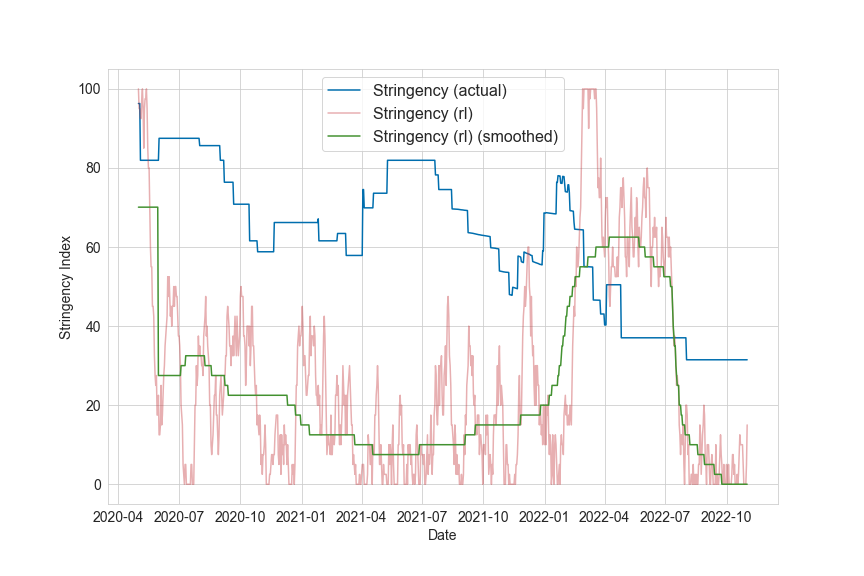 Stringency (actual)
Stringency (rl)
Stringency (rl) (smoothed)
Stringency Index
100
80
60
40
20
0
2020-04 2020-07 2020-10 2021-01 2021-04 2021-07 2021-10 2022-01 2022-04 2022-07 2022-10
Date